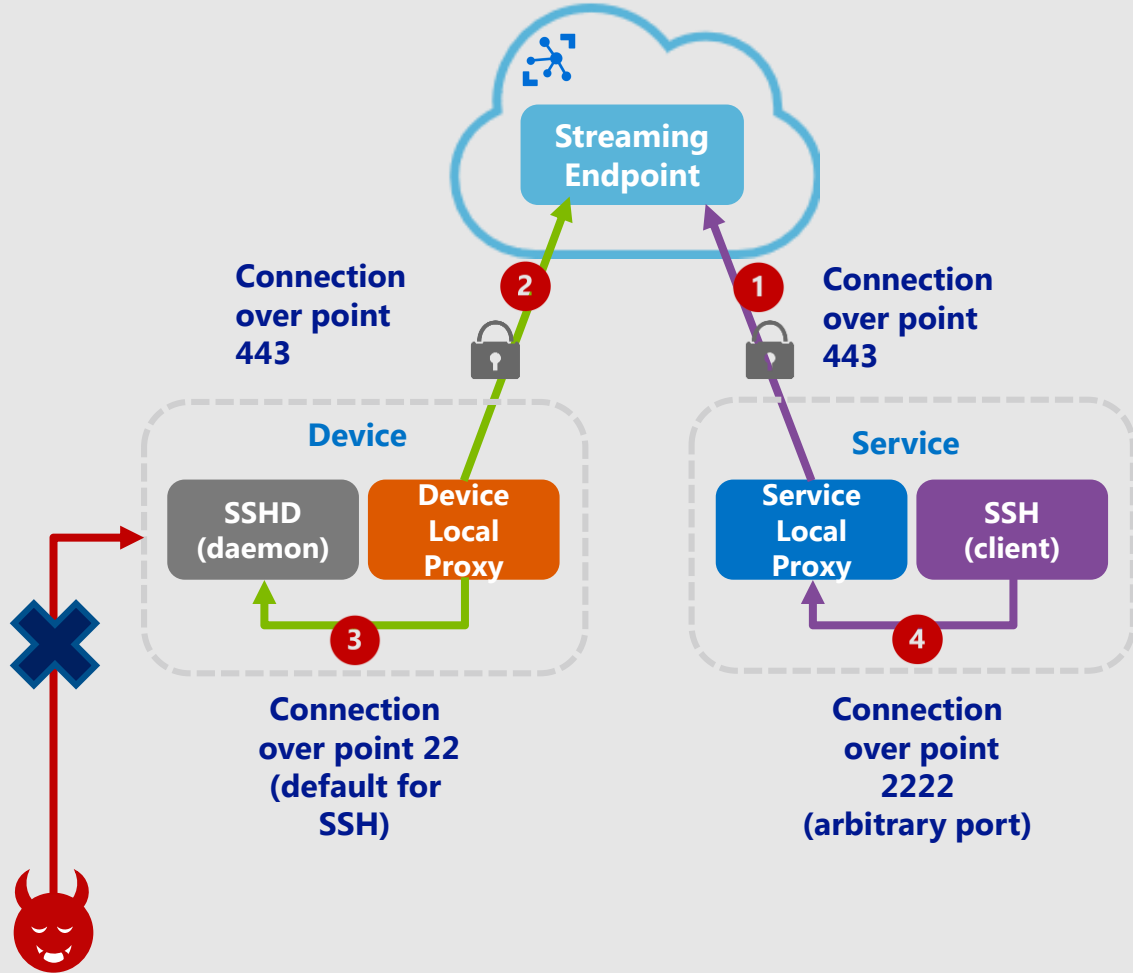 Streaming
Endpoint
2
1
Connection
over point
443
Connection
over point
443
Device
Service
SSHD
(daemon)
Device
Local
Proxy
Service
Local
Proxy
SSH
(client)
3
4
Connection
over point 22
(default for
SSH)
Connection
over point
2222
(arbitrary port)